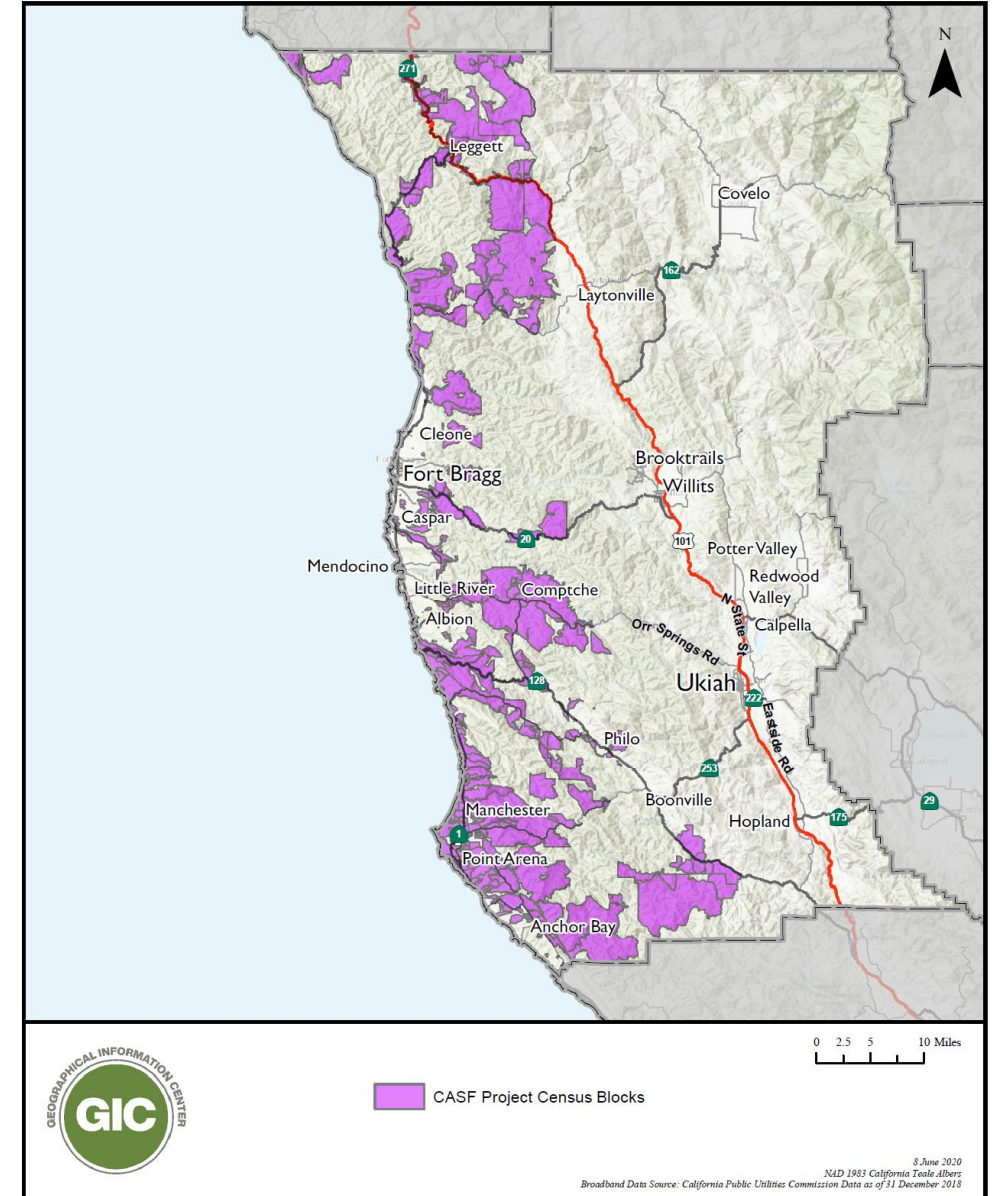 N
271
Leggett
Covelo
162
Laytonville
Cleone
Brooktrails
Fort Bragg
Willits
Caspar
20
101
Potter Valley
Mendocino
Redwood
Valley
Little River
Comptche
N State St
Albion
Calpella
Orr Springs Rd
128
Ukiah
222
Eastside Rd
Philo
253
Boonville
29
Manchester
Hopland
175
1
Point Arena
Anchor Bay
0 2.5 5 10 Miles
GEOGRAPHICAL INFORMATION CENTER
GIC
CASF Project Census Blocks
8 June 2020
NAD 1983 California Teale Albers
Broadband Data Source: California Public Utilities Commission Data as of 31 December 2018